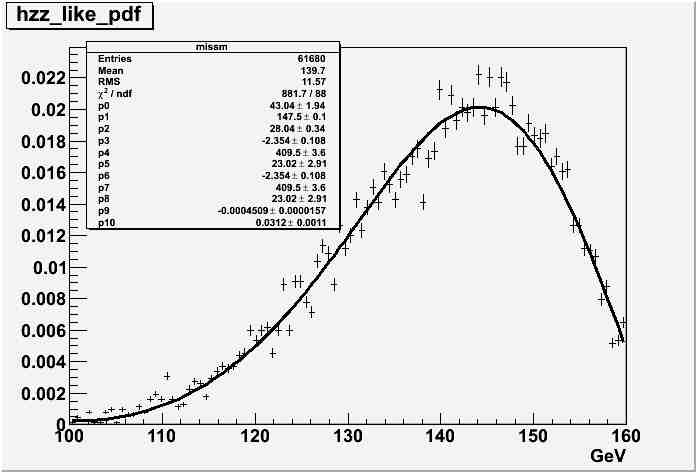 hzz_like_pdf
missm
Entries 61680
Mean 139.7
RMS 11.57
χ² / ndf 881.7 / 88
p0 43.04 ± 1.94
p1 147.5 ± 0.1
p2 28.04 ± 0.34
p3 -2.354 ± 0.108
p4 409.5 ± 3.6
p5 23.02 ± 2.91
p6 -2.354 ± 0.108
p7 409.5 ± 3.6
p8 23.02 ± 2.91
p9 -0.0004509 ± 0.0000157
p10 0.0312 ± 0.0011
0.022
0.02
0.018
0.016
0.014
0.012
0.01
0.008
0.006
0.004
0.002
0
100 110 120 130 140 150 160
GeV